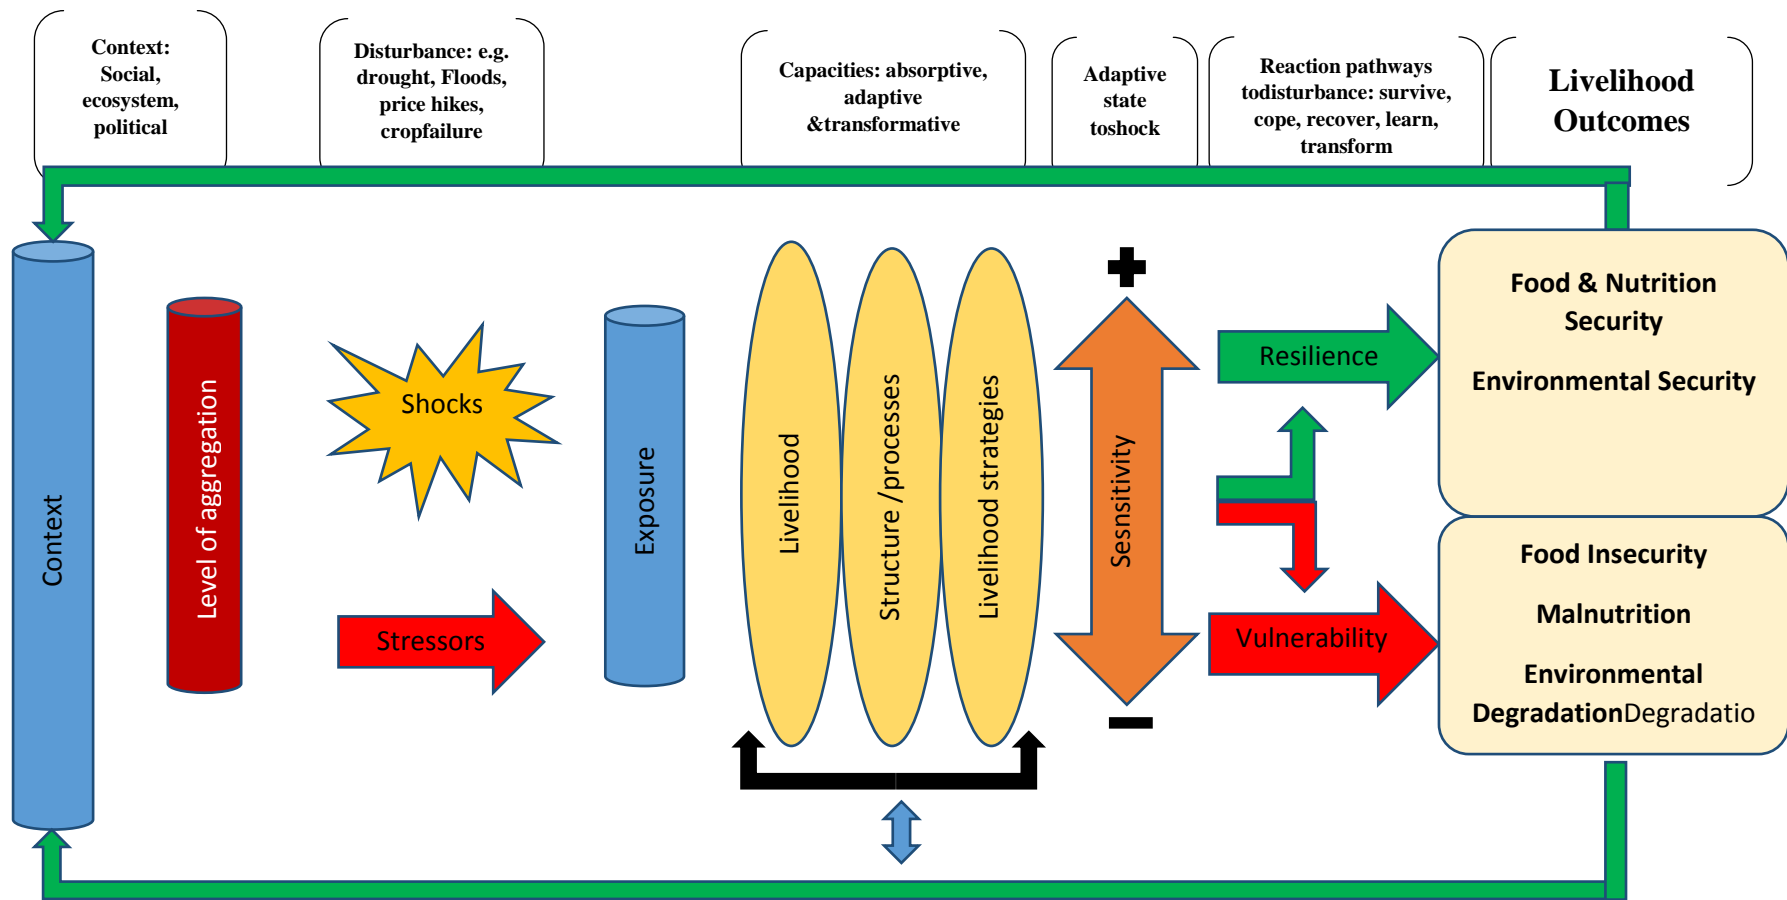 Context:
Social,
ecosystem,
political
Disturbance: e.g.
drought, Floods,
price hikes,
cropfailure
Capacities: absorptive,
adaptive
&transformative
Adaptive
state
toshock
Reaction pathways
todisturbance: survive,
cope, recover, learn,
transform
Livelihood
Outcomes
Context
Level of aggregation
Shocks
Stressors
Exposure
Livelihood
Structure /processes
Livelihood strategies
+
Sesnsitivity
−
Resilience
Vulnerability
Food & Nutrition
Security
Environmental Security
Food Insecurity
Malnutrition
Environmental
DegradationDegradatio